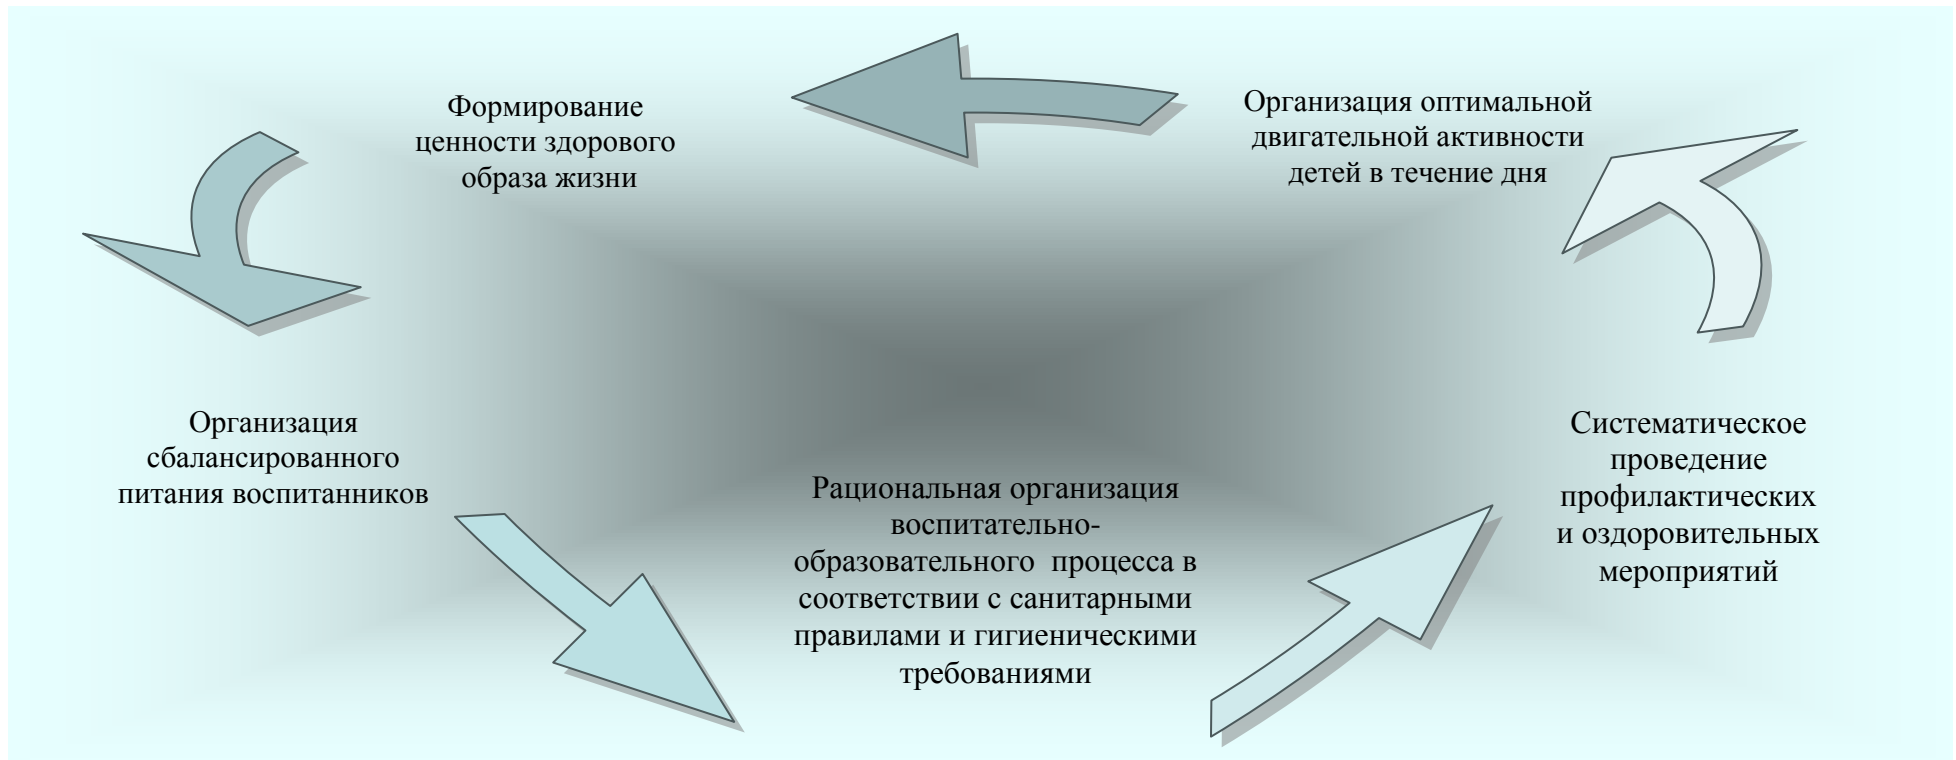 Формирование
ценности здорового
образа жизни
Организация оптимальной
двигательной активности
детей в течение дня
Организация
сбалансированного
питания воспитанников
Рациональная организация
воспитательно-
образовательного  процесса в
соответствии с санитарными
правилами и гигиеническими
требованиями
Систематическое
проведение
профилактических
и оздоровительных
мероприятий